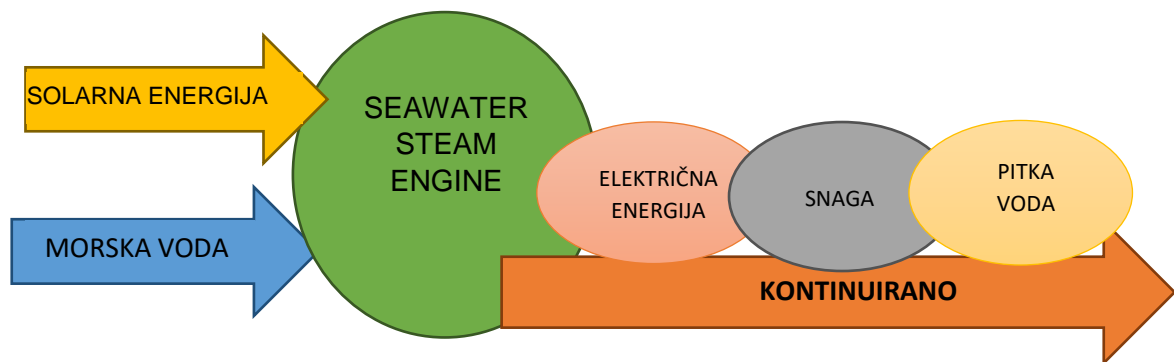 SOLARNA ENERGIJA
MORSKA VODA
SEAWATER
STEAM
ENGINE
ELEKTRIČNA
ENERGIJA
SNAGA
PITKA
VODA
KONTINUIRANO